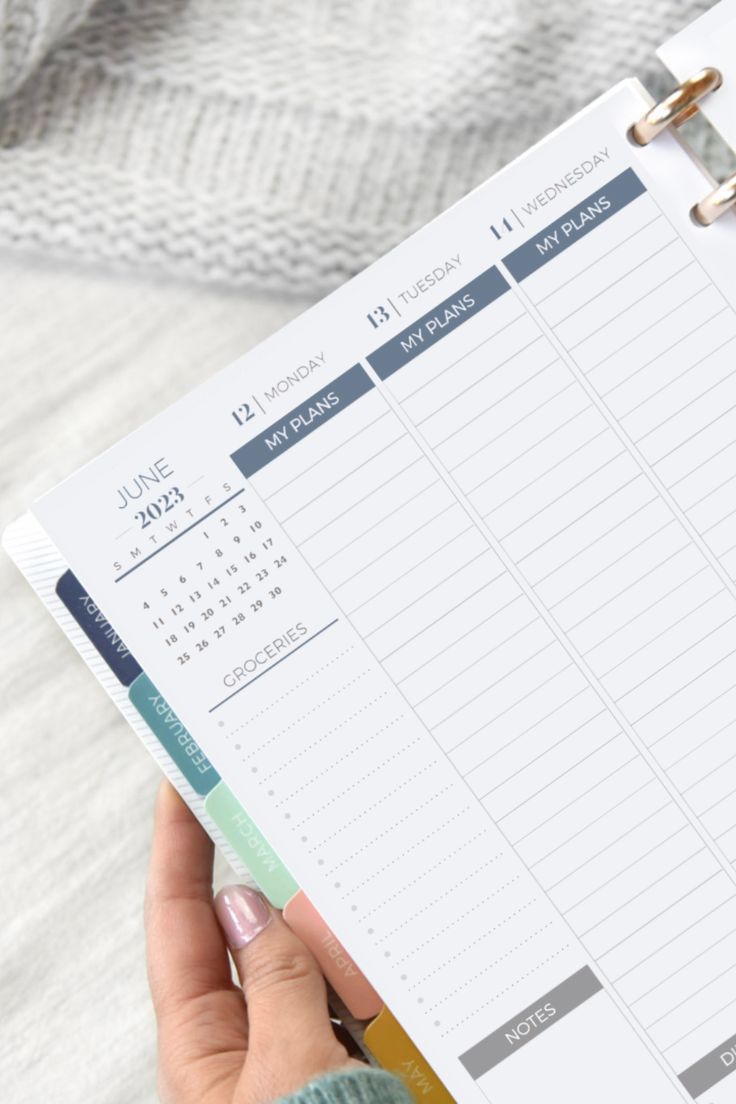 JUNE
2023
S M T W T F S
1 2 3
4 5 6 7 8 9 10
11 12 13 14 15 16 17
18 19 20 21 22 23 24
25 26 27 28 29 30
GROCERIES
12 | MONDAY
MY PLANS
13 | TUESDAY
MY PLANS
14 | WEDNESDAY
MY PLANS
NOTES
JANUARY
FEBRUARY
MARCH
APRIL
MAY